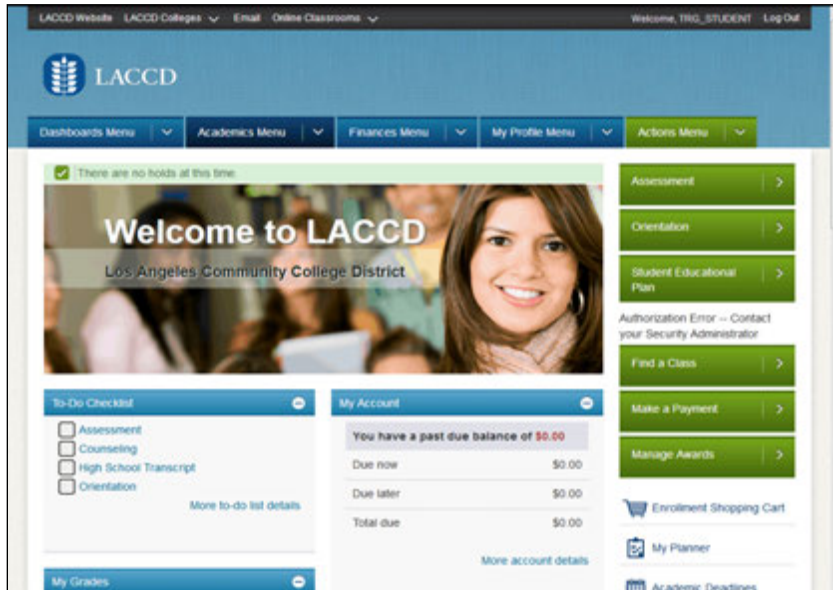 LACCD Website LACCD Colleges Email Online Classrooms Welcome, TRG_STUDENT Log Out
LACCD
Dashboards Menu Academics Menu Finances Menu My Profile Menu Actions Menu
There are no holds at this time.
Welcome to LACCD
Los Angeles Community College District
Assessment
Orientation
Student Educational
Plan
Authorization Error -- Contact
your Security Administrator
Find a Class
Make a Payment
Manage Awards
Enrollment Shopping Cart
My Planner
Academic Deadlines
To-Do Checklist
Assessment
Counseling
High School Transcript
Orientation
More to-do list details
My Account
You have a past due balance of $0.00
Due now $0.00
Due later $0.00
Total due $0.00
More account details
My Grades